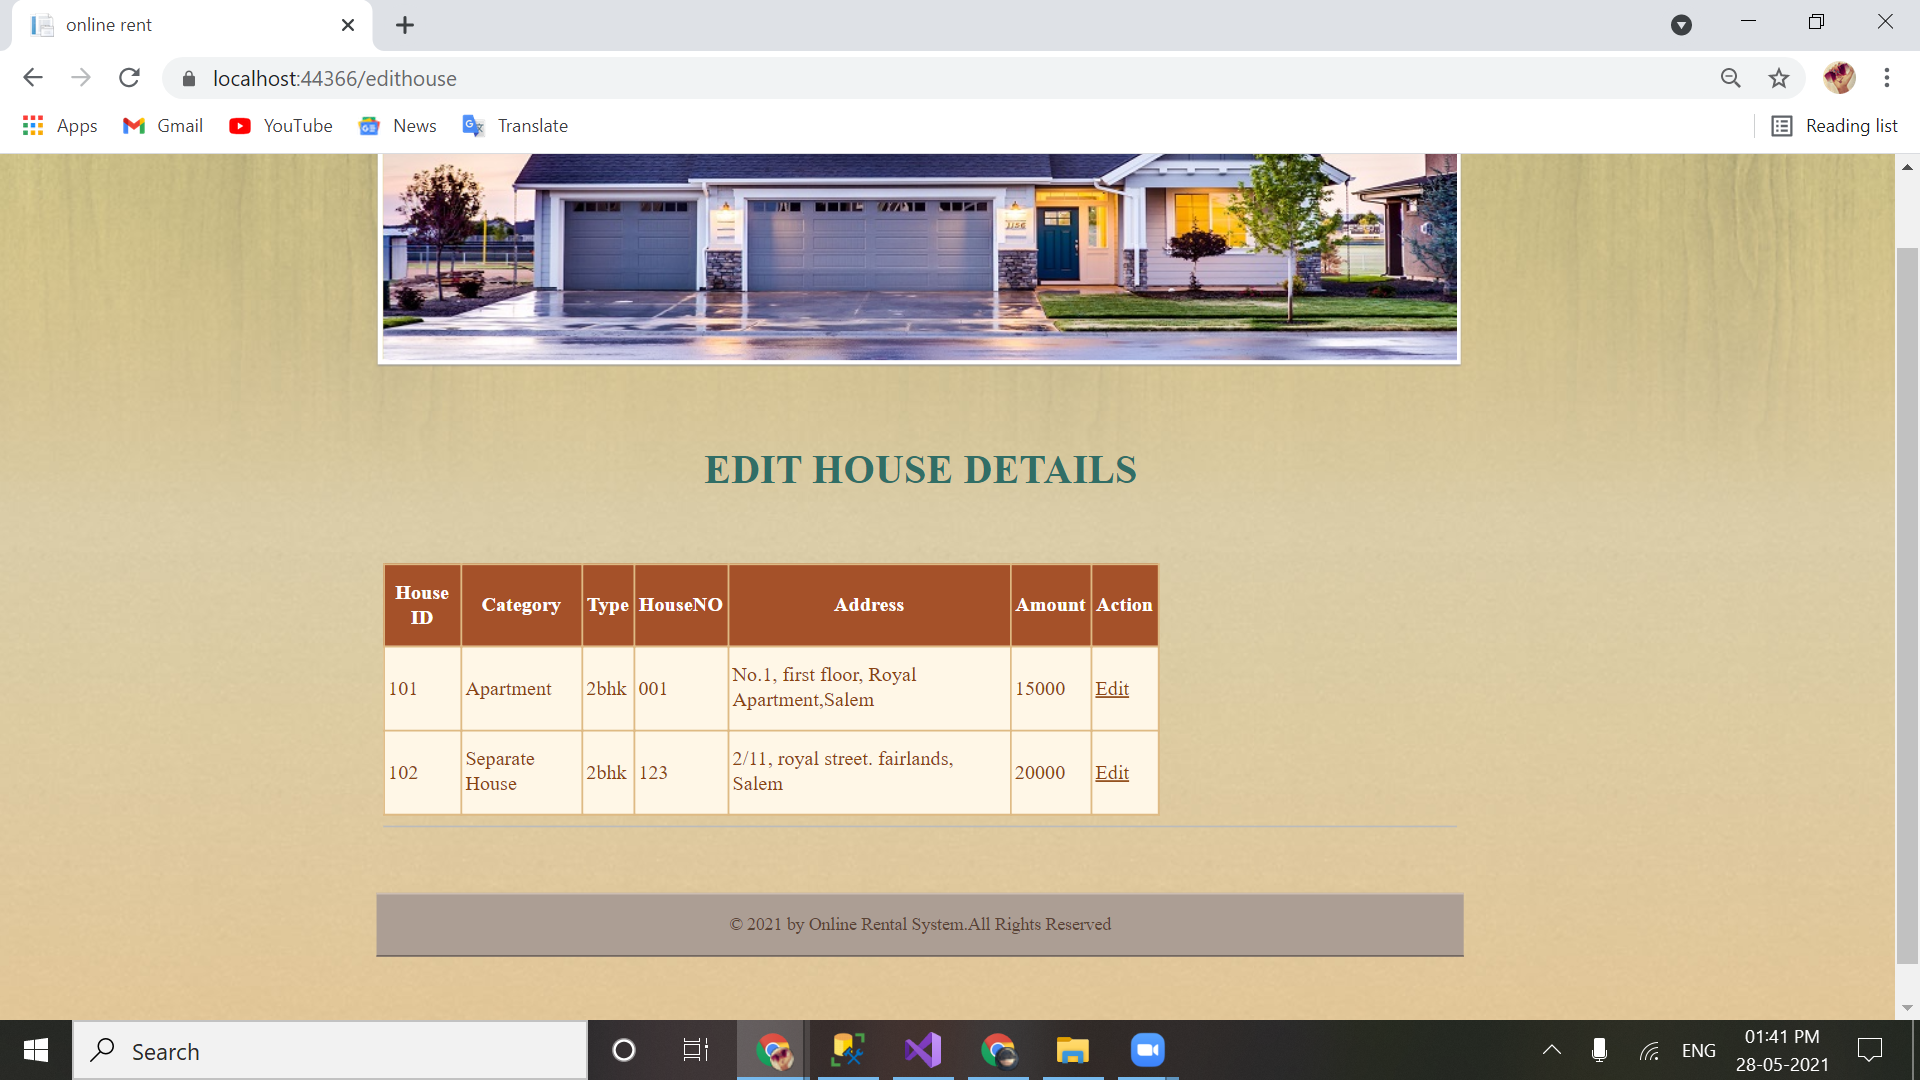 online rent
localhost:44366/edithouse
Apps Gmail YouTube News Translate Reading list
EDIT HOUSE DETAILS
House ID Category Type HouseNO Address Amount Action
101 Apartment 2bhk 001 No.1, first floor, Royal Apartment,Salem 15000 Edit
102 Separate House 2bhk 123 2/11, royal street. fairlands, Salem 20000 Edit
© 2021 by Online Rental System.All Rights Reserved
Search
ENG
01:41 PM
28-05-2021